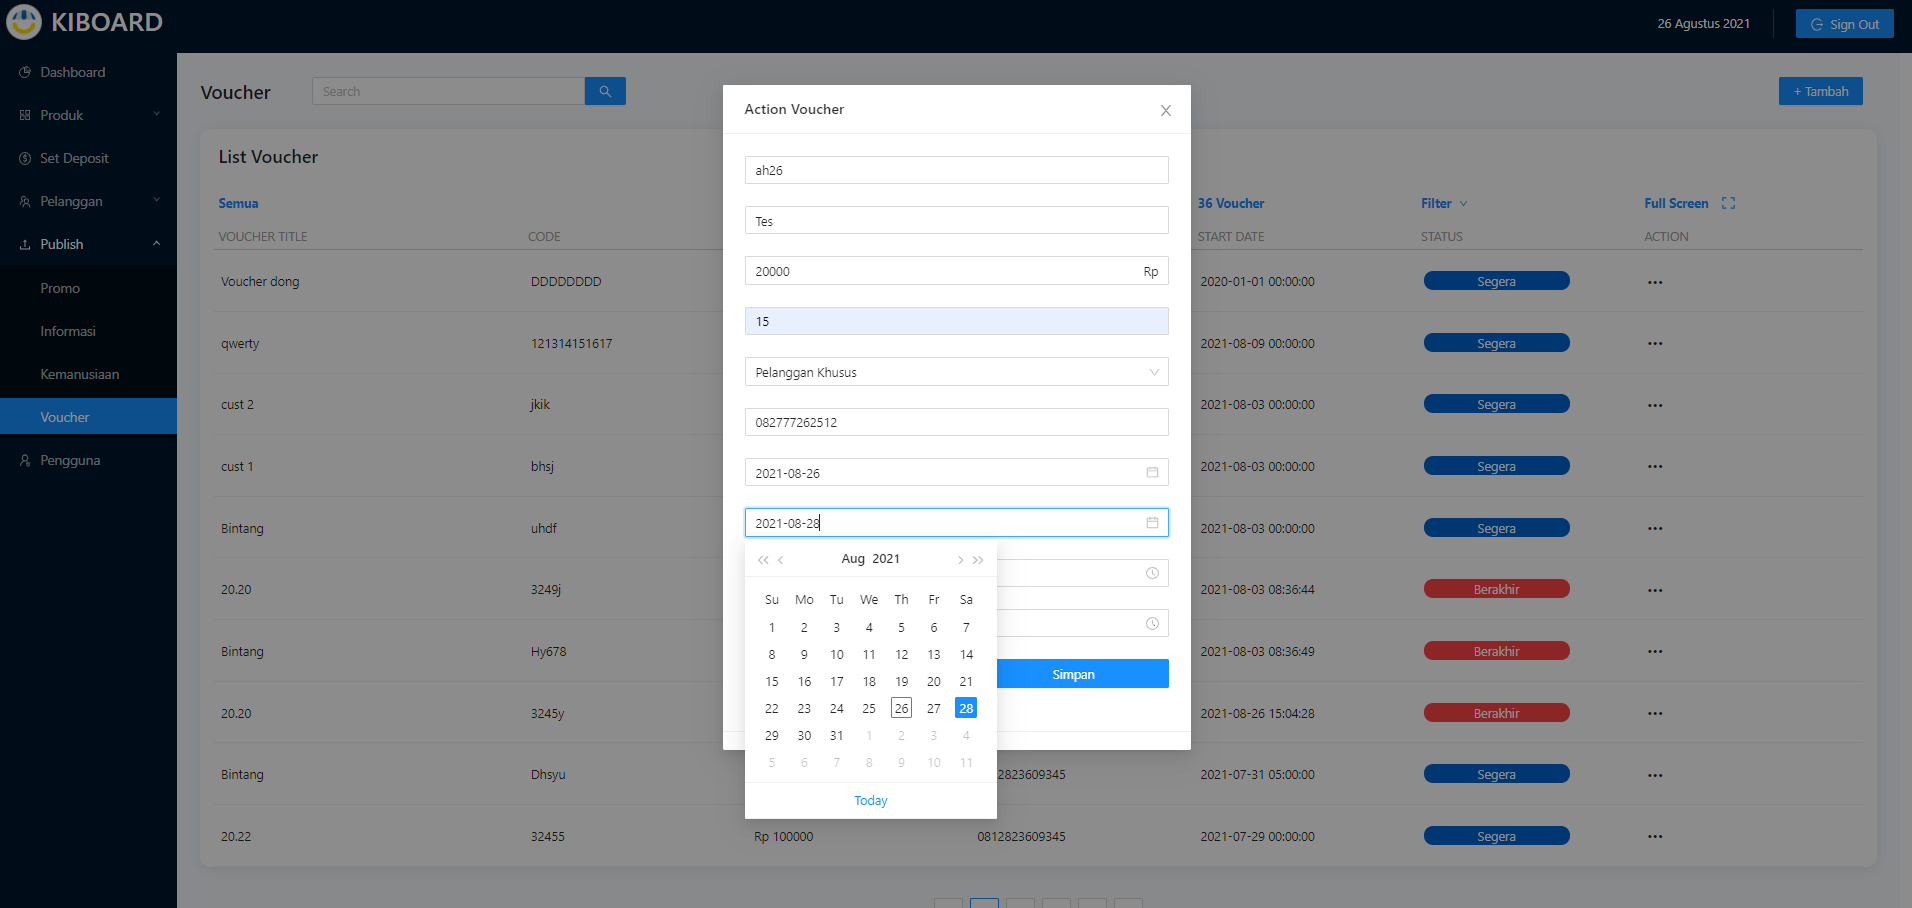 KIBOARD
26 Agustus 2021
Sign Out
Dashboard
Produk
Set Deposit
Pelanggan
Publish
Promo
Informasi
Kemanusiaan
Voucher
Pengguna
Voucher
Search
+ Tambah
List Voucher
Semua
36 Voucher
Filter
Full Screen
VOUCHER TITLE CODE START DATE STATUS ACTION
Voucher dong DDDDDDDD 2020-01-01 00:00:00 Segera •••
qwerty 121314151617 2021-08-09 00:00:00 Segera •••
cust 2 jkik 2021-08-03 00:00:00 Segera •••
cust 1 bhsj 2021-08-03 00:00:00 Segera •••
Bintang uhdf 2021-08-03 00:00:00 Segera •••
20.20 3249j 2021-08-03 08:36:44 Berakhir •••
Bintang Hy678 2021-08-03 08:36:49 Berakhir •••
20.20 3245y 2021-08-26 15:04:28 Berakhir •••
Bintang Dhsyu 2823609345 2021-07-31 05:00:00 Segera •••
20.22 32455 Rp 100000 0812823609345 2021-07-29 00:00:00 Segera •••
Action Voucher
ah26
Tes
20000 Rp
15
Pelanggan Khusus
082777262512
2021-08-26
2021-08-28
Aug 2021
Su Mo Tu We Th Fr Sa
1 2 3 4 5 6 7
8 9 10 11 12 13 14
15 16 17 18 19 20 21
22 23 24 25 26 27 28
29 30 31 1 2 3 4
5 6 7 8 9 10 11
Today
Simpan